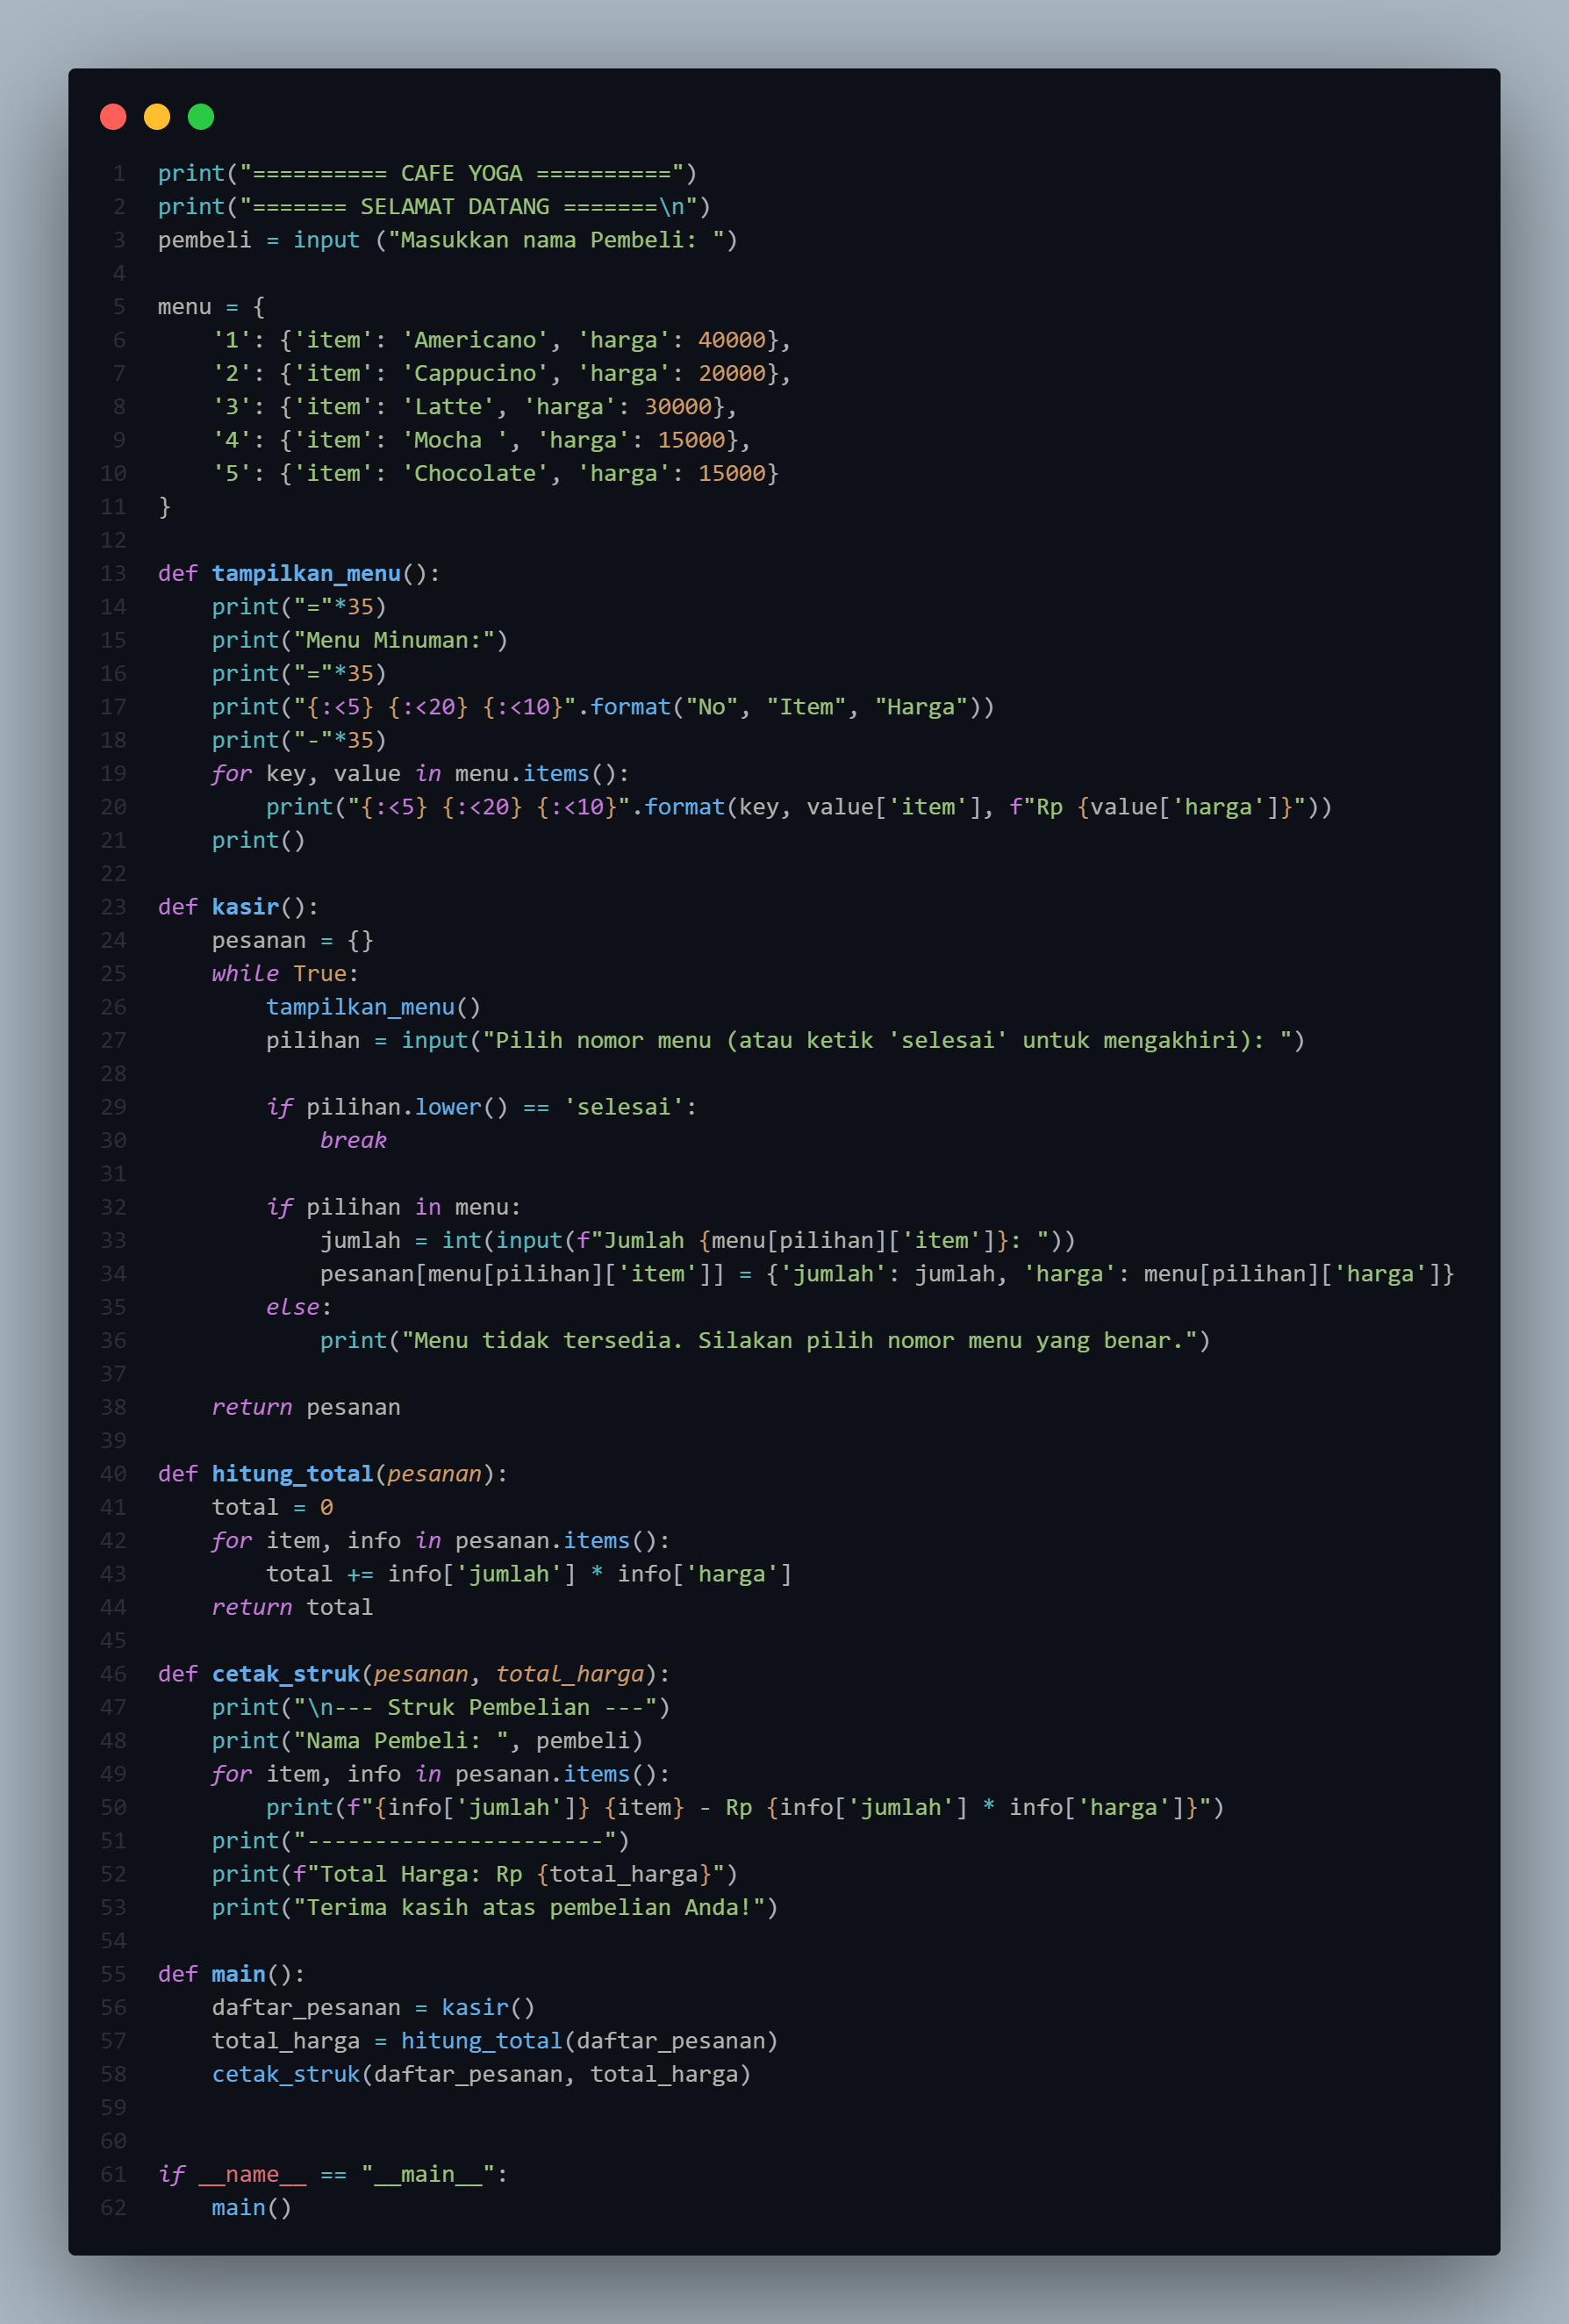 1 print("========== CAFE YOGA ==========")
2 print("======= SELAMAT DATANG =======\n")
3 pembeli = input ("Masukkan nama Pembeli: ")
4
5 menu = {
6     '1': {'item': 'Americano', 'harga': 40000},
7     '2': {'item': 'Cappucino', 'harga': 20000},
8     '3': {'item': 'Latte', 'harga': 30000},
9     '4': {'item': 'Mocha ', 'harga': 15000},
10     '5': {'item': 'Chocolate', 'harga': 15000}
11 }
12
13 def tampilkan_menu():
14     print("="*35)
15     print("Menu Minuman:")
16     print("="*35)
17     print("{:<5} {:<20} {:<10}".format("No", "Item", "Harga"))
18     print("-"*35)
19     for key, value in menu.items():
20         print("{:<5} {:<20} {:<10}".format(key, value['item'], f"Rp {value['harga']}"))
21     print()
22
23 def kasir():
24     pesanan = {}
25     while True:
26         tampilkan_menu()
27         pilihan = input("Pilih nomor menu (atau ketik 'selesai' untuk mengakhiri): ")
28
29         if pilihan.lower() == 'selesai':
30             break
31
32         if pilihan in menu:
33             jumlah = int(input(f"Jumlah {menu[pilihan]['item']}: "))
34             pesanan[menu[pilihan]['item']] = {'jumlah': jumlah, 'harga': menu[pilihan]['harga']}
35         else:
36             print("Menu tidak tersedia. Silakan pilih nomor menu yang benar.")
37
38     return pesanan
39
40 def hitung_total(pesanan):
41     total = 0
42     for item, info in pesanan.items():
43         total += info['jumlah'] * info['harga']
44     return total
45
46 def cetak_struk(pesanan, total_harga):
47     print("\n--- Struk Pembelian ---")
48     print("Nama Pembeli: ", pembeli)
49     for item, info in pesanan.items():
50         print(f"{info['jumlah']} {item} - Rp {info['jumlah'] * info['harga']}")
51     print("----------------------")
52     print(f"Total Harga: Rp {total_harga}")
53     print("Terima kasih atas pembelian Anda!")
54
55 def main():
56     daftar_pesanan = kasir()
57     total_harga = hitung_total(daftar_pesanan)
58     cetak_struk(daftar_pesanan, total_harga)
59
60
61 if __name__ == "__main__":
62     main()